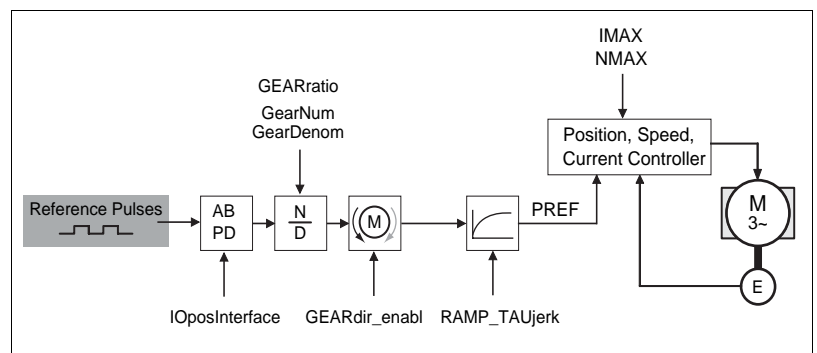 IMAX
NMAX
GEARratio
GearNum
GearDenom
Position, Speed,
Current Controller
Reference Pulses
AB
PD
N
D
M
PREF
M
3~
E
IOposInterface
GEARdir_enabl
RAMP_TAUjerk